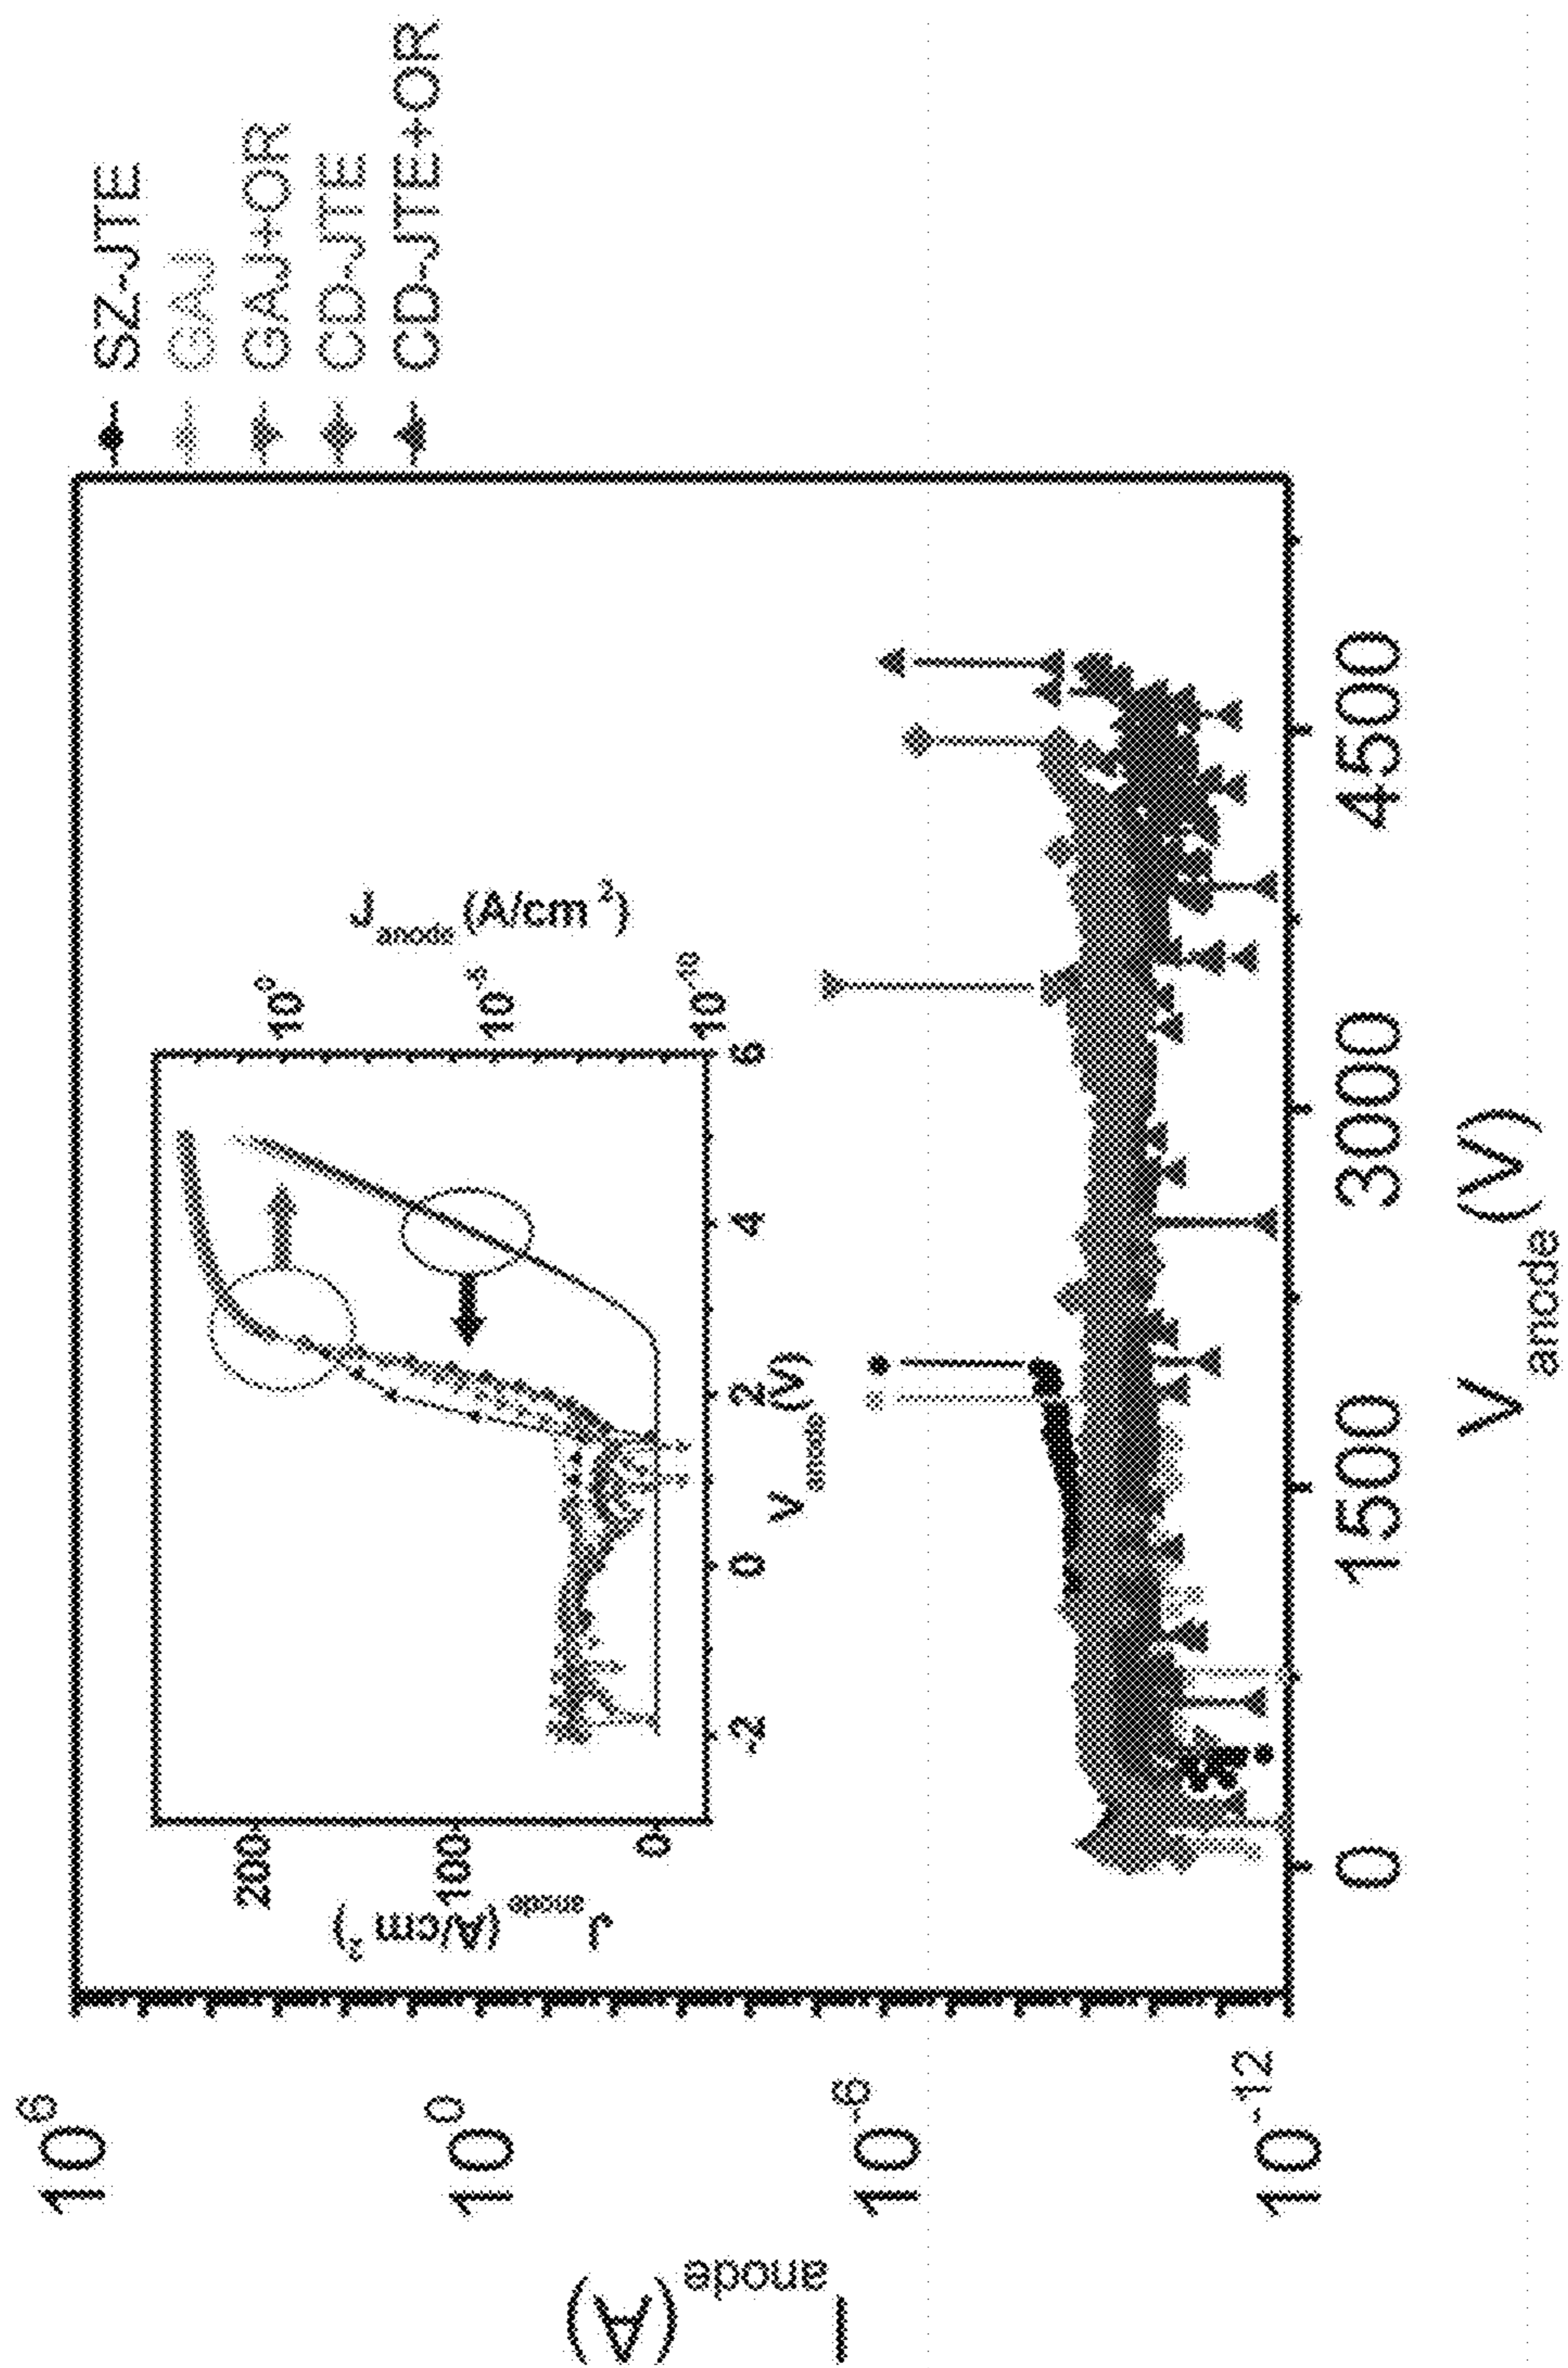 SZ-JTE
GAJ
GAJ+OR
CD-JTE
CD-JTE+OR
10^6
10^0
10^-6
10^-12
I_anode (A)
0
1500
3000
4500
V_anode (V)
200
100
0
J_anode (A/cm^2)
-2
0
2
4
6
V_anode (V)
10^0
10^-5
10^-10
J_anode (A/cm^2)